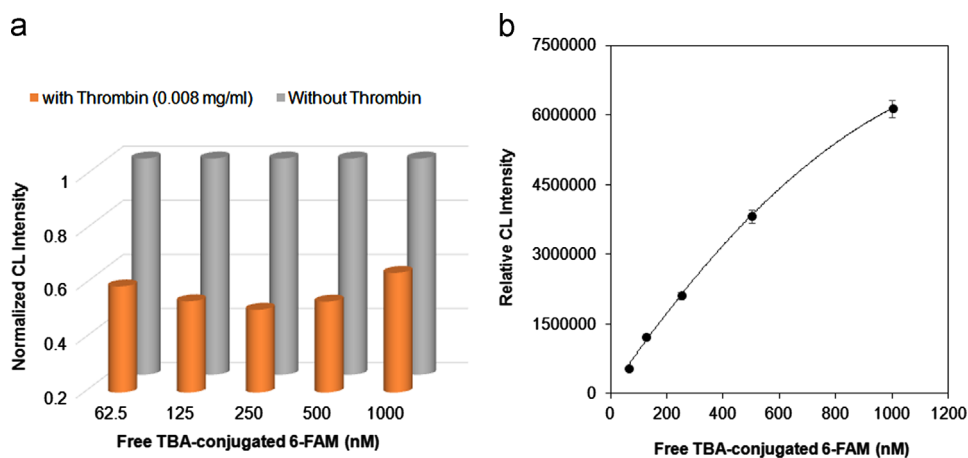 a
with Thrombin (0.008 mg/ml) Without Thrombin
Normalized CL Intensity
1
0.8
0.6
0.4
0.2
62.5 125 250 500 1000
Free TBA-conjugated 6-FAM (nM)
b
Relative CL Intensity
7500000
6000000
4500000
3000000
1500000
0
0 200 400 600 800 1000 1200
Free TBA-conjugated 6-FAM (nM)